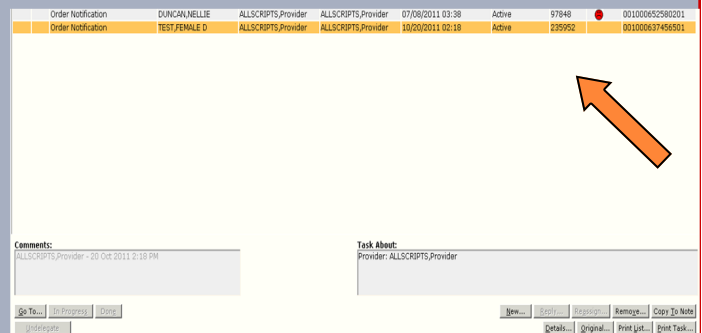 Order Notification DUNCAN,NELLIE ALLSCRIPTS,Provider ALLSCRIPTS,Provider 07/08/2011 03:38 Active 97848 001000652580201
Order Notification TEST,FEMALE D ALLSCRIPTS,Provider ALLSCRIPTS,Provider 10/20/2011 02:18 Active 235952 001000637456501
Comments: Task About:
ALLSCRIPTS,Provider - 20 Oct 2011 2:18 PM Provider: ALLSCRIPTS,Provider
Go To... In Progress Done New... Reply... Reassign... Remove... Copy To Note
Undelegate Details... Original... Print List... Print Task...